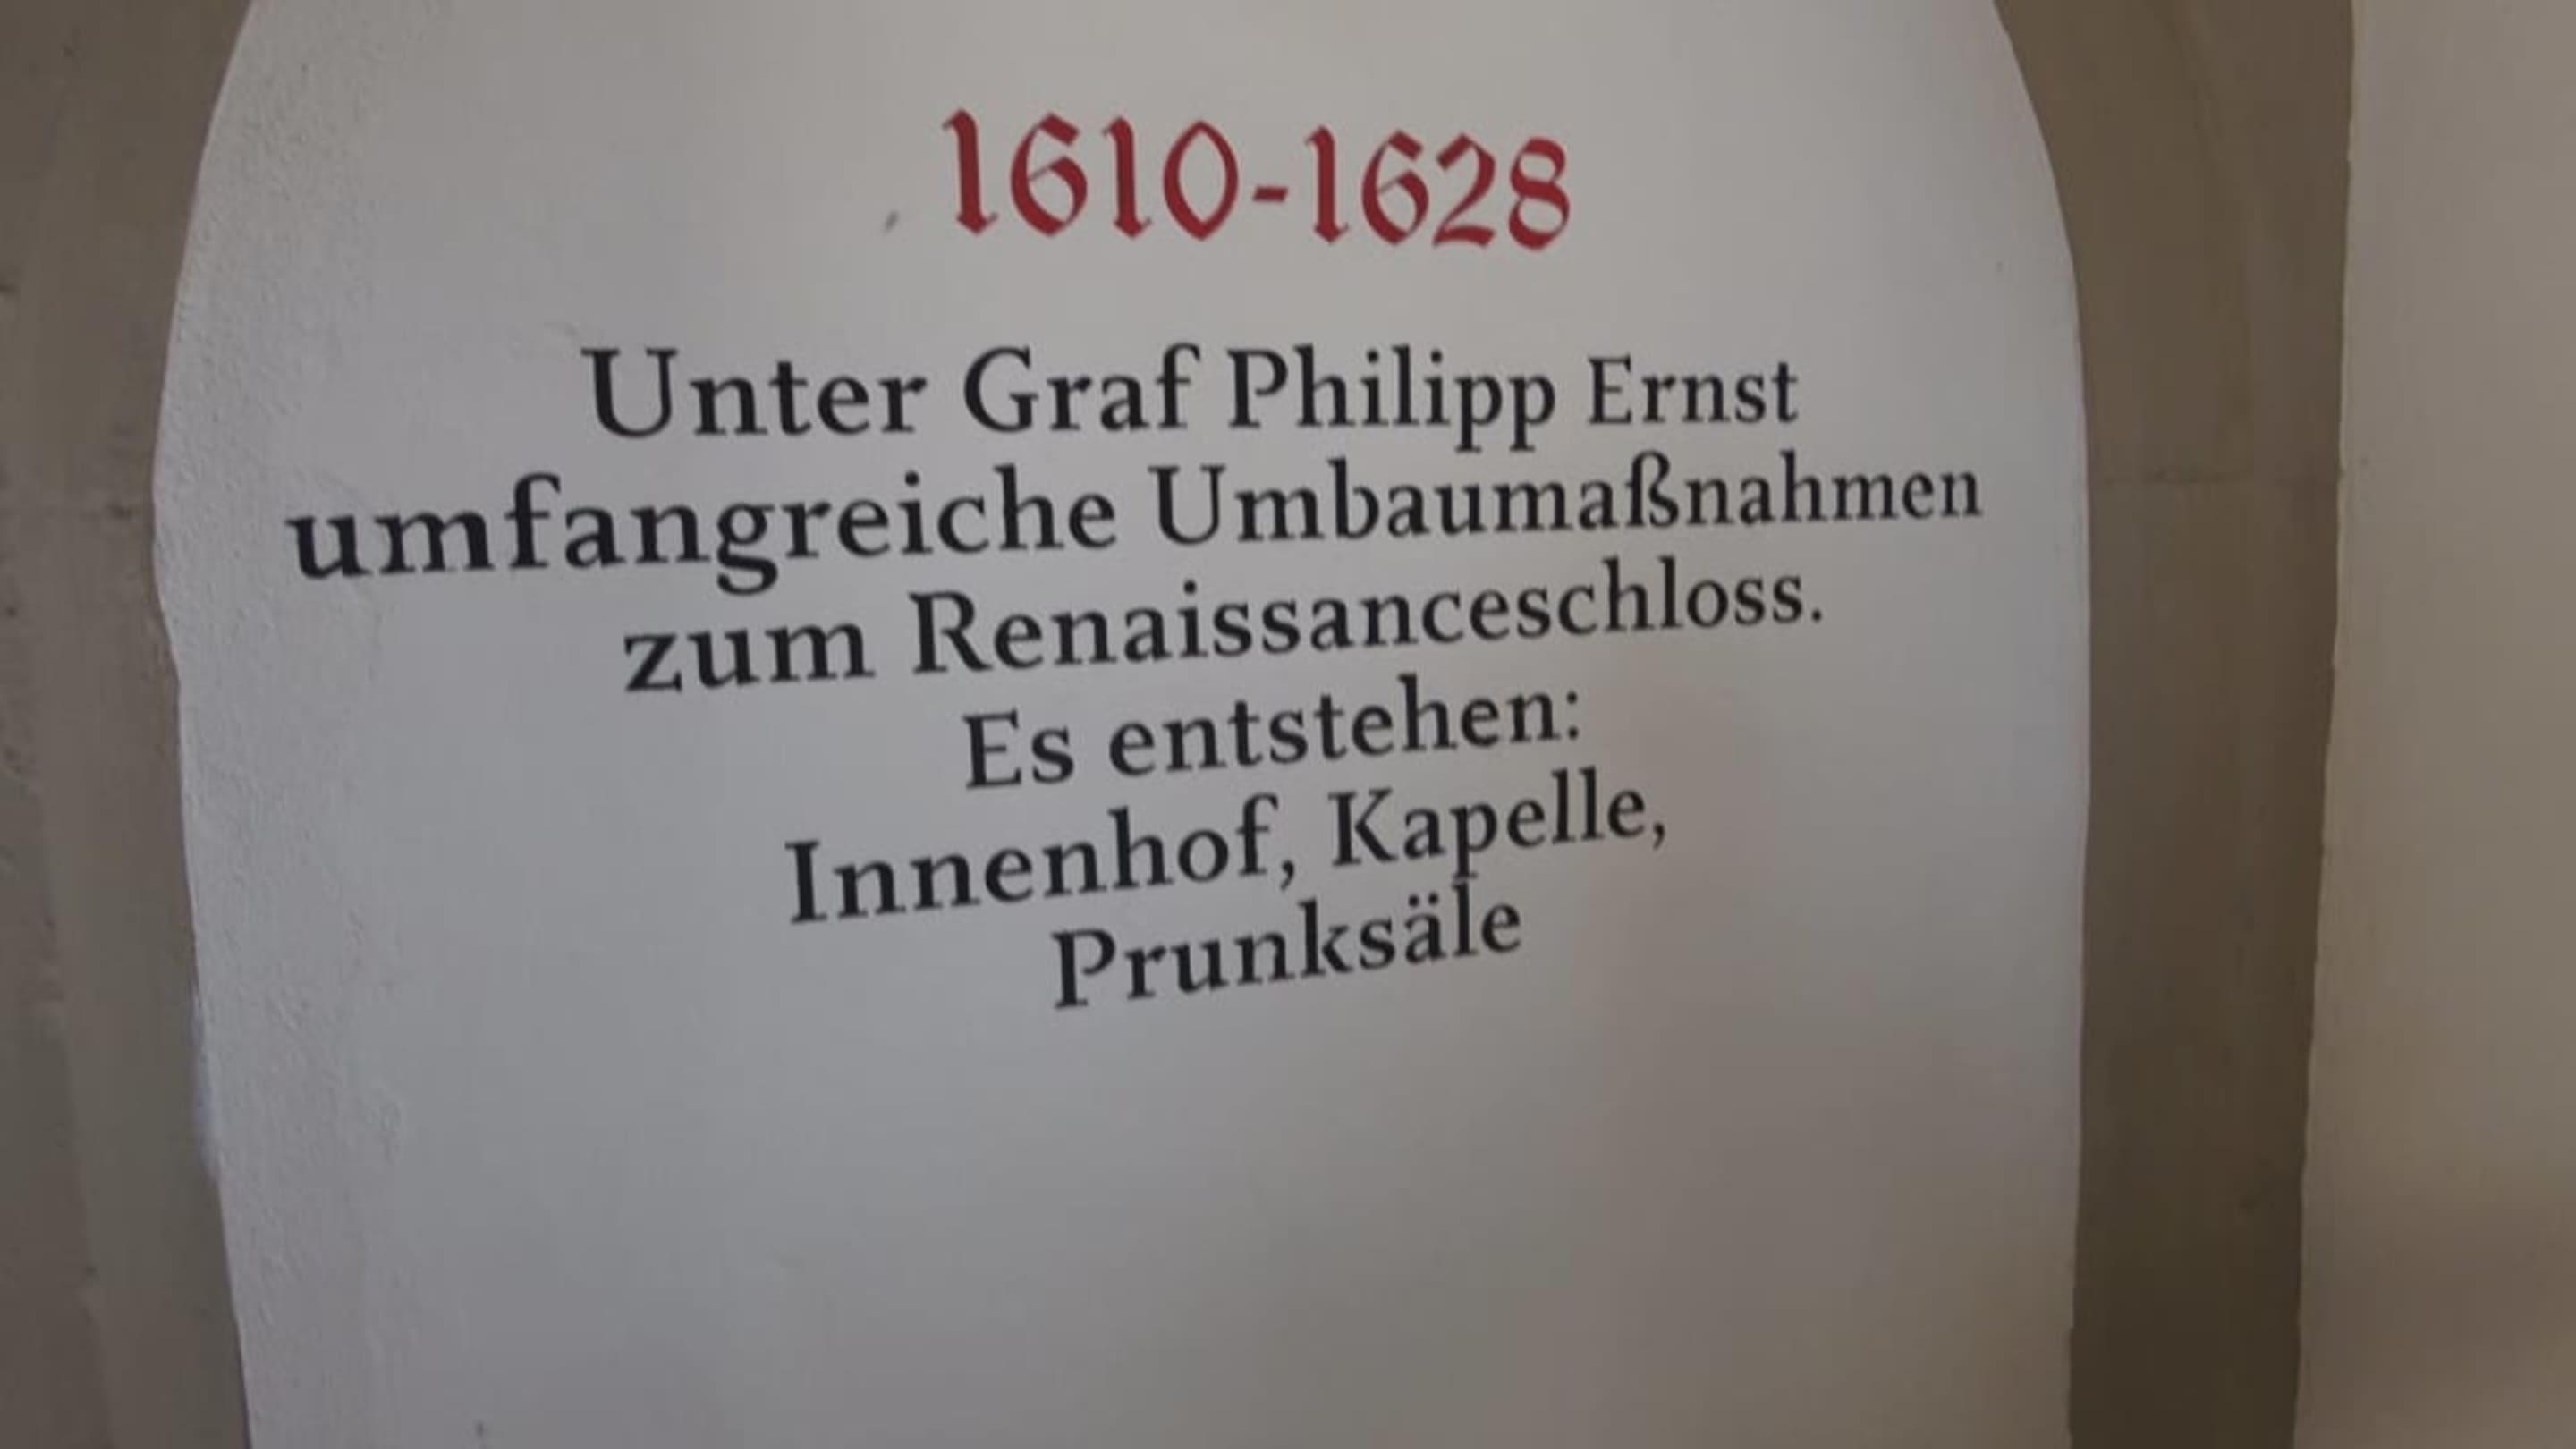 1610-1628
Unter Graf Philipp Ernst
umfangreiche Umbaumaßnahmen
zum Renaissanceschloss.
Es entstehen:
Innenhof, Kapelle,
Prunksäle